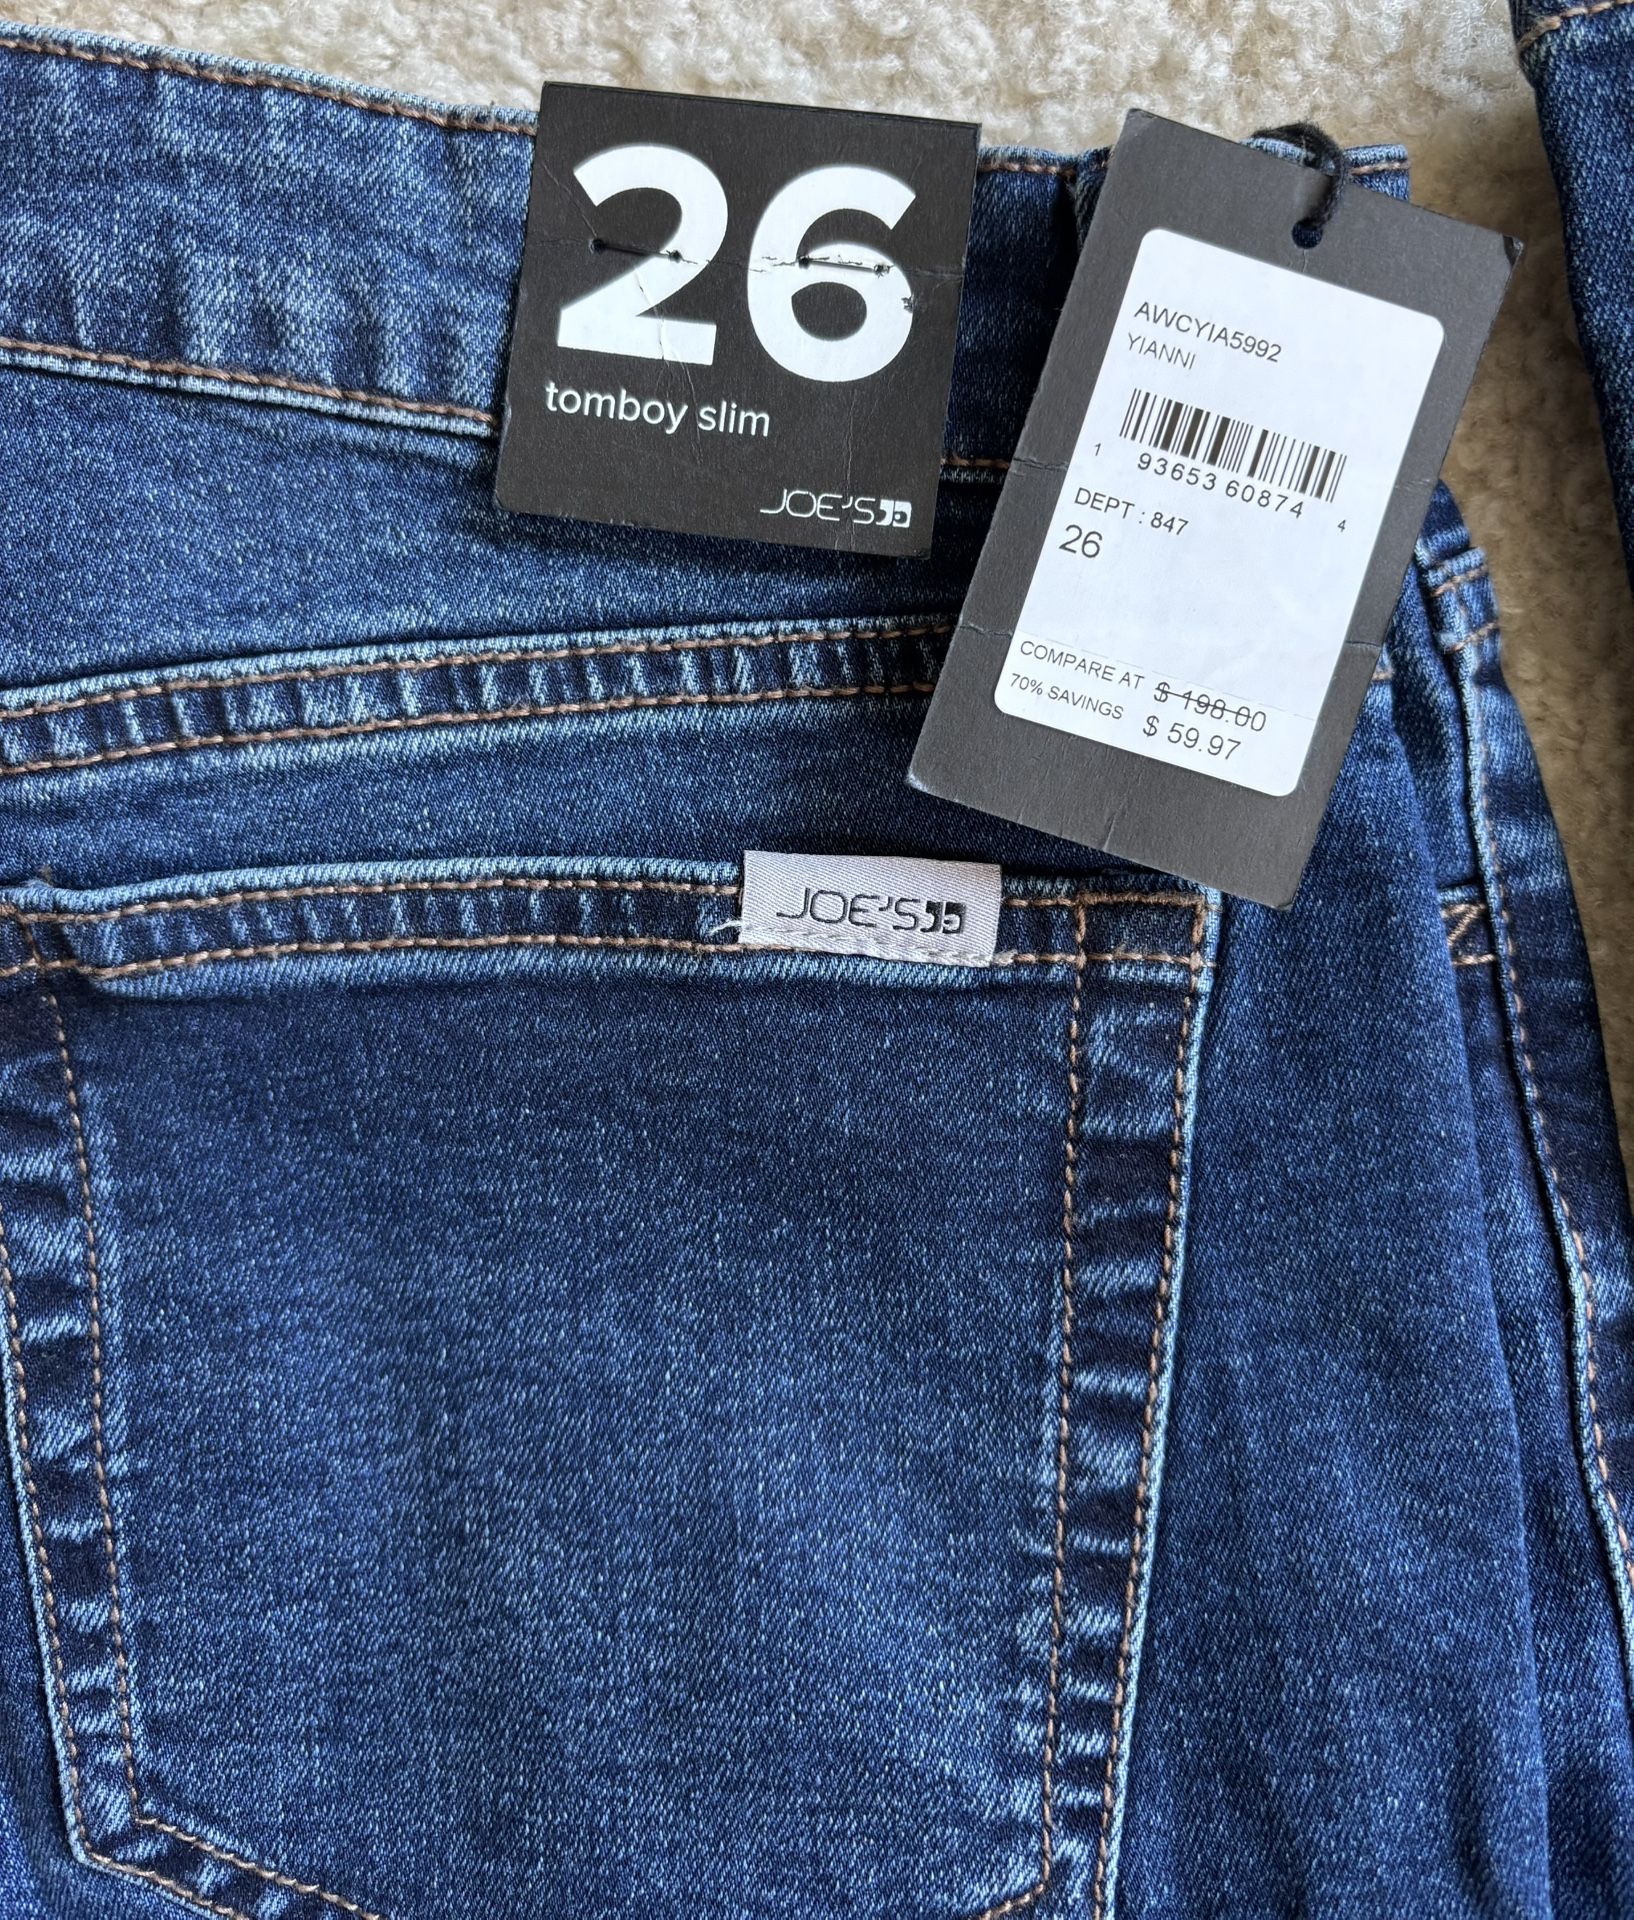 26
tomboy slim
JOE'S
AWCYIA5992
YIANNI
1 93653 60874 4
DEPT : 847
26
COMPARE AT $ 198.00
70% SAVINGS $ 59.97
JOE'S